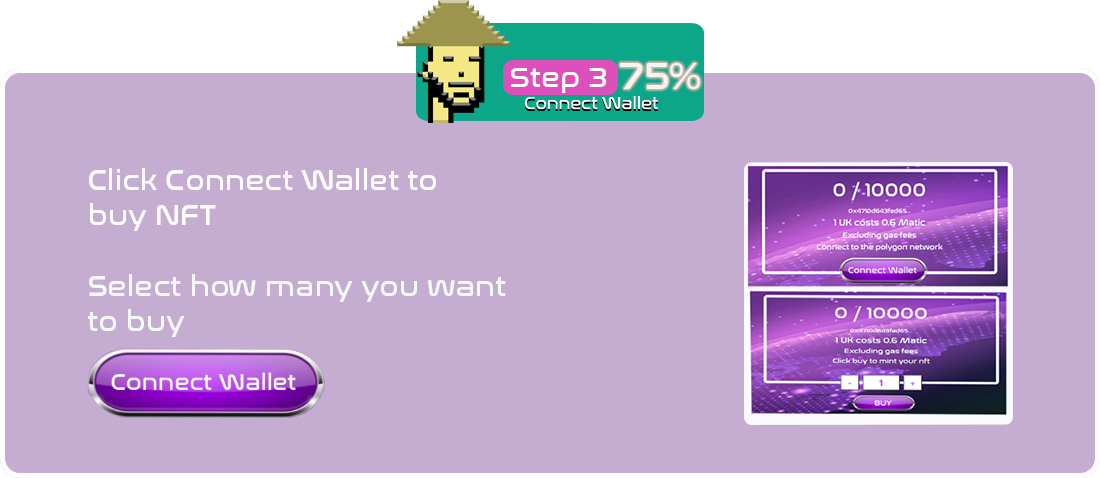 Step 3 75%
Connect Wallet
Click Connect Wallet to
buy NFT
Select how many you want
to buy
Connect Wallet
0 / 10000
0x4710d643fed65...
1 UK costs 0.6 Matic
Excluding gas fees
Connect to the polygon network
Connect Wallet
0 / 10000
0x4710d643fed65...
1 UK costs 0.6 Matic
Excluding gas fees
Click buy to mint your nft
- 1 +
BUY